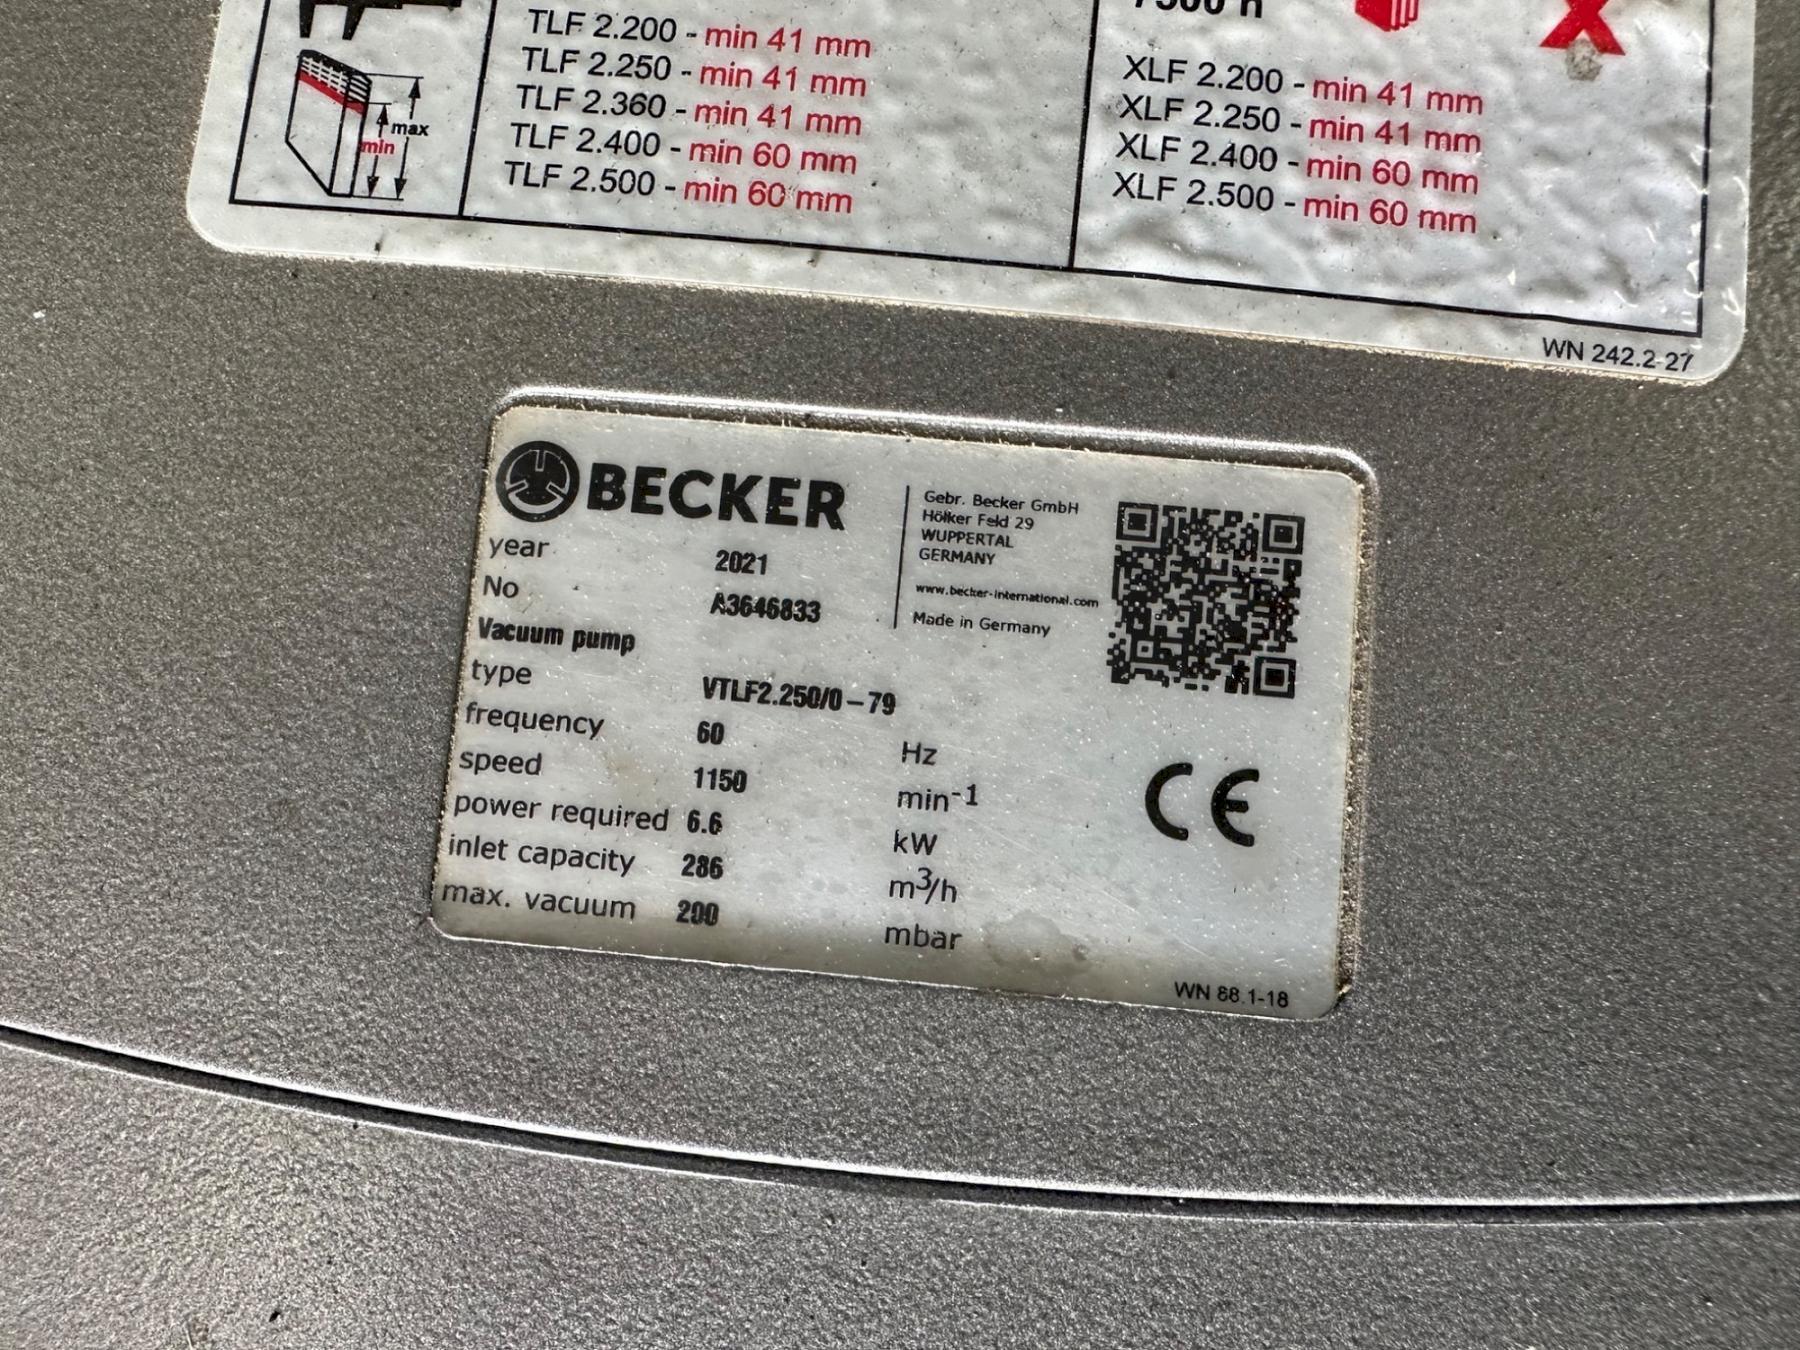 TLF 2.200 - min 41 mm
TLF 2.250 - min 41 mm
TLF 2.360 - min 41 mm
TLF 2.400 - min 60 mm
TLF 2.500 - min 60 mm
max
min
XLF 2.200 - min 41 mm
XLF 2.250 - min 41 mm
XLF 2.400 - min 60 mm
XLF 2.500 - min 60 mm
WN 242.2-27
BECKER
Gebr. Becker GmbH
Hölker Feld 29
WUPPERTAL
GERMANY
www.becker-international.com
Made in Germany
year 2021
No A3646833
Vacuum pump
type VTLF2.250/0-79
frequency 60 Hz
speed 1150 min-1
power required 6.6 kW
inlet capacity 286 m³/h
max. vacuum 200 mbar
CE
WN 88.1-18